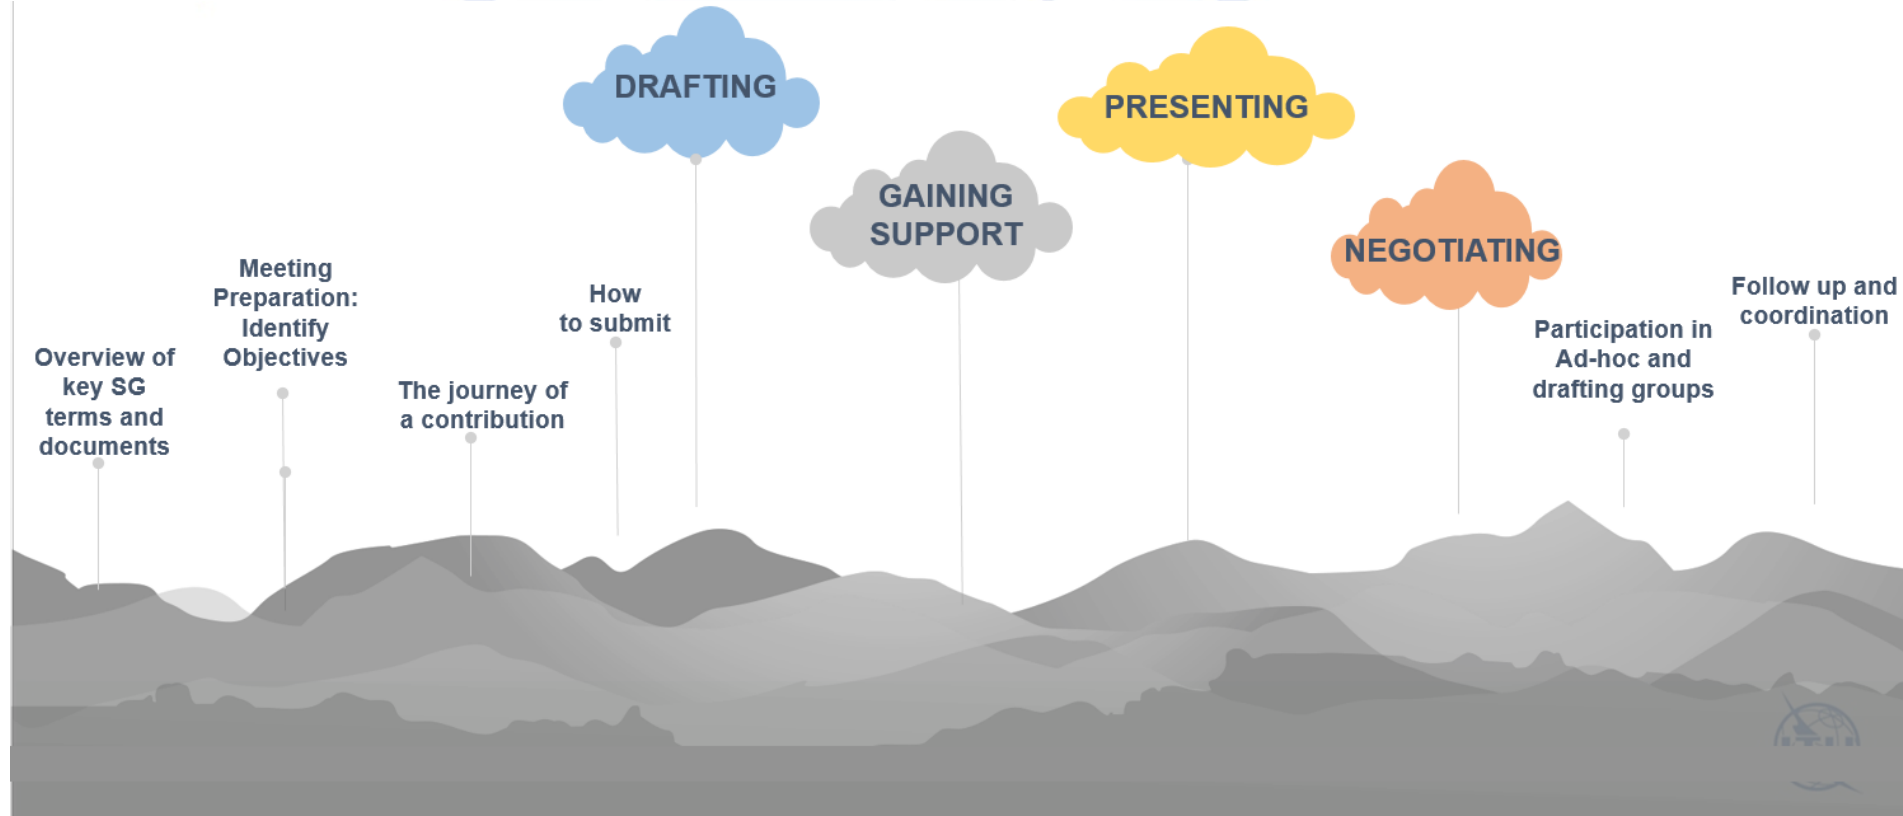 Overview of
key SG
terms and
documents
Meeting
Preparation:
Identify
Objectives
The journey of
a contribution
How
to submit
DRAFTING
GAINING
SUPPORT
PRESENTING
NEGOTIATING
Participation in
Ad-hoc and
drafting groups
Follow up and
coordination